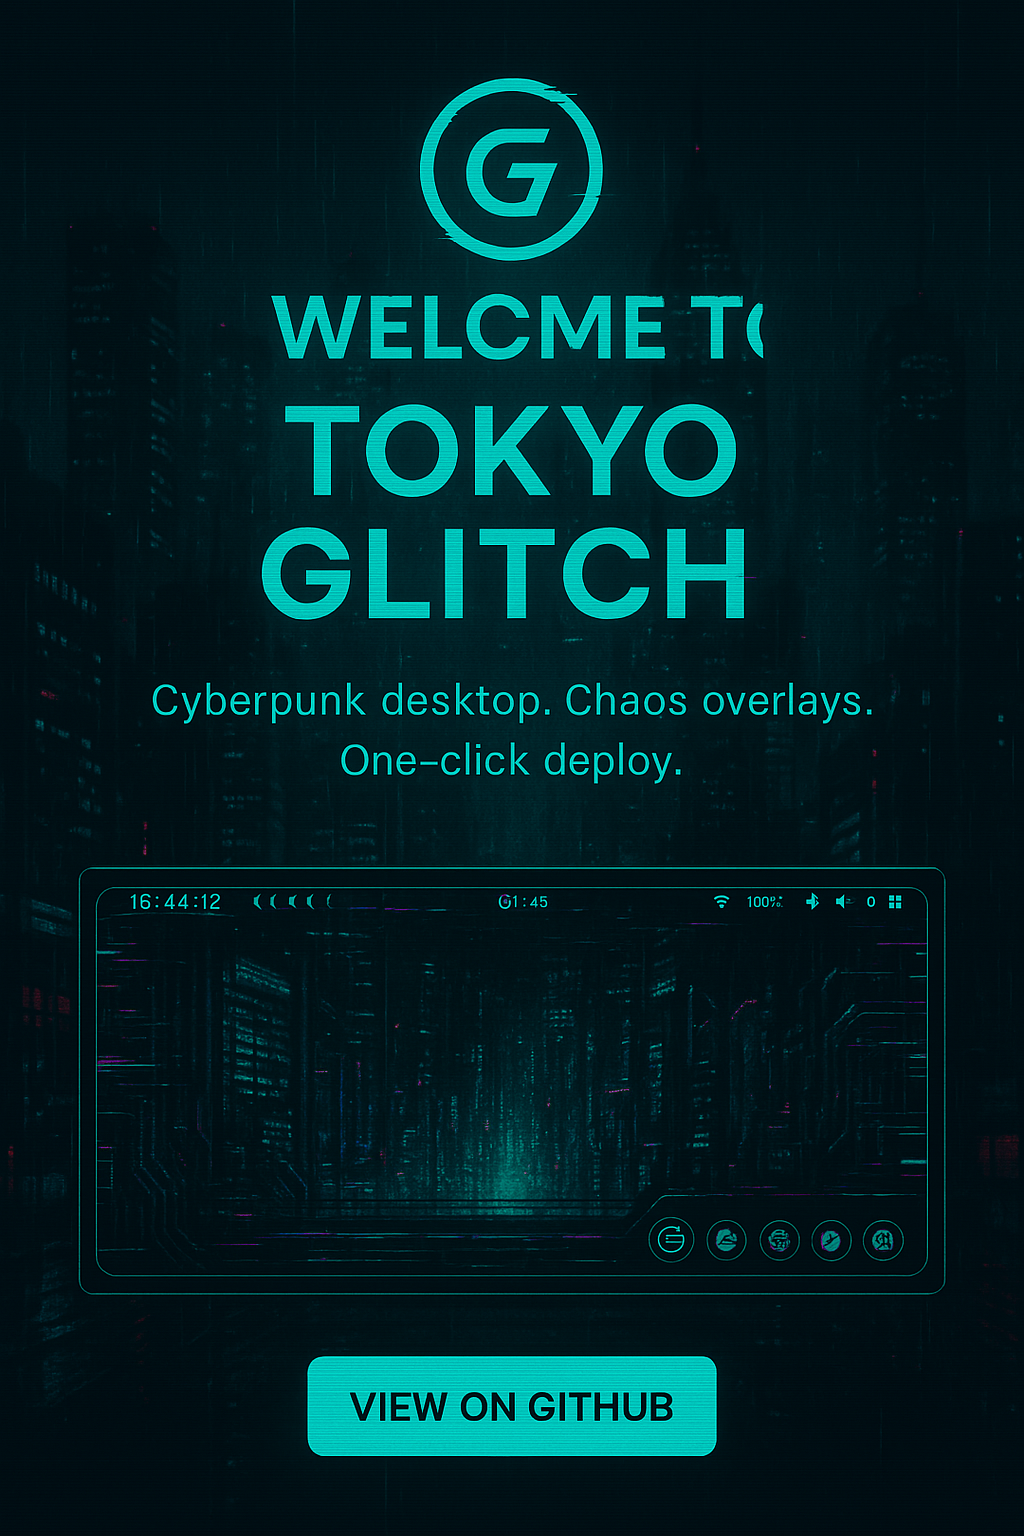 G
WELCME TO
TOKYO
GLITCH
Cyberpunk desktop. Chaos overlays.
One-click deploy.
16:44:12 G1:45 100% 0
VIEW ON GITHUB